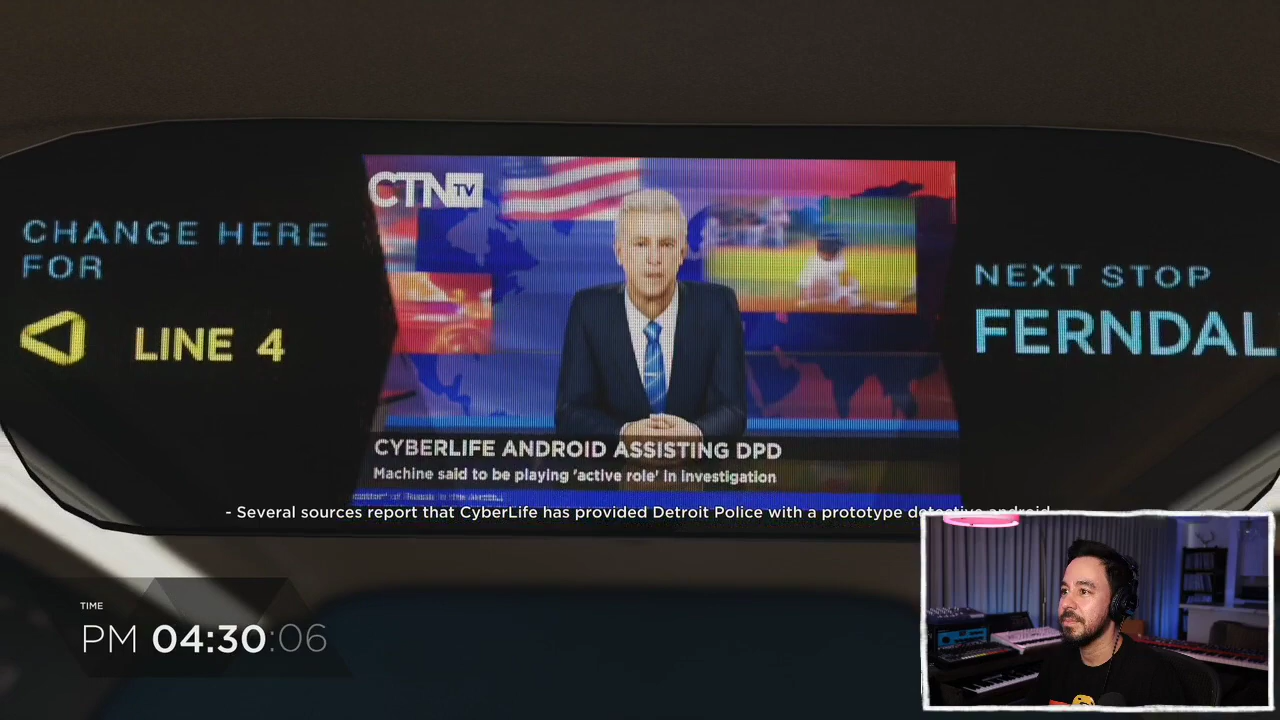 CTN TV
CHANGE HERE
FOR
LINE 4
NEXT STOP
FERNDAL
CYBERLIFE ANDROID ASSISTING DPD
Machine said to be playing 'active role' in investigation
- Several sources report that CyberLife has provided Detroit Police with a prototype detective android.
TIME
PM 04:30:06